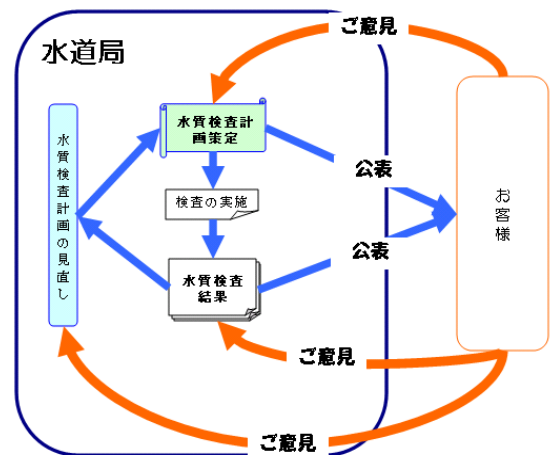 ご意見
水道局
水質検査計
画策定
水質検査計画の見直し
公表
検査の実施
お客様
公表
水質検査
結果
ご意見
ご意見